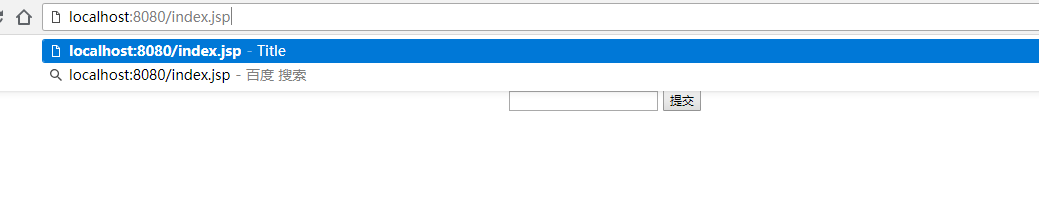 localhost:8080/index.jsp
localhost:8080/index.jsp - Title
localhost:8080/index.jsp - 百度 搜索
提交